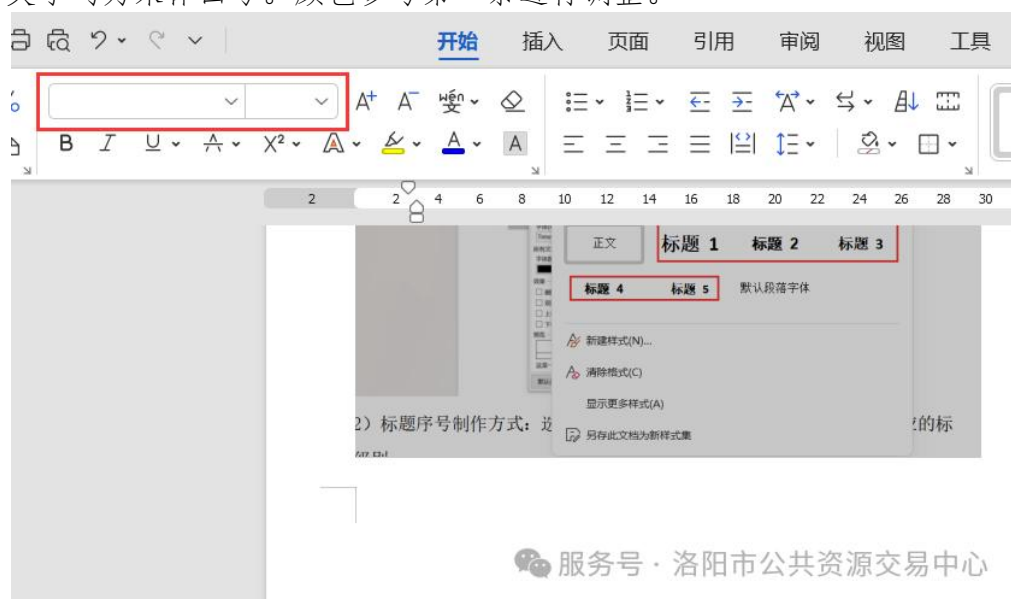 开始 插入 页面 引用 审阅 视图 工具
A+ A- wén 变
B I U A X² A A A
2 2 4 6 8 10 12 14 16 18 20 22 24 26 28 30
正文 标题 1 标题 2 标题 3
标题 4 标题 5 默认段落字体
新建样式(N)...
清除格式(C)
显示更多样式(A)
2）标题序号制作方式：
的标
另存此文档为新样式集
服务号 · 洛阳市公共资源交易中心